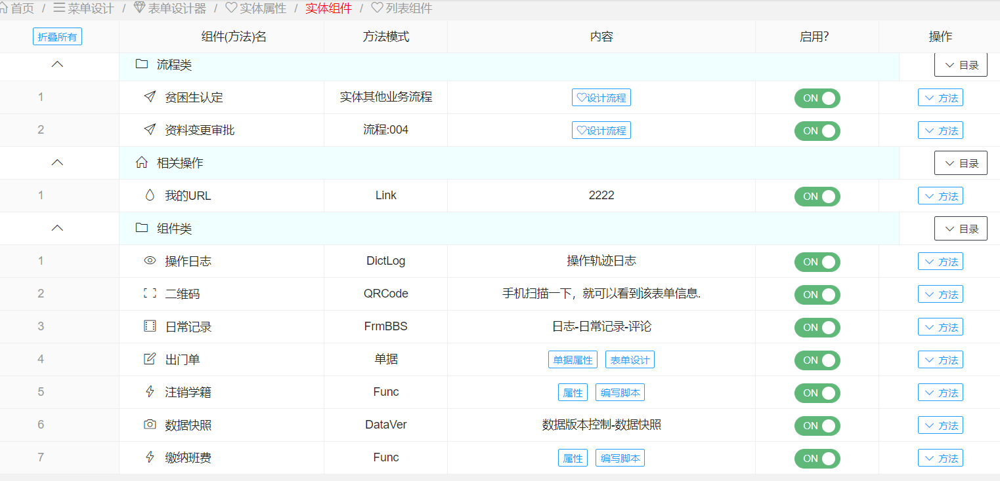 首页 / 菜单设计 / 表单设计器 / 实体属性 / 实体组件 / 列表组件
折叠所有 组件(方法)名 方法模式 内容 启用? 操作
流程类 目录
1 贫困生认定 实体其他业务流程 设计流程 ON 方法
2 资料变更审批 流程:004 设计流程 ON 方法
相关操作 目录
1 我的URL Link 2222 ON 方法
组件类 目录
1 操作日志 DictLog 操作轨迹日志 ON 方法
2 二维码 QRCode 手机扫描一下，就可以看到该表单信息. ON 方法
3 日常记录 FrmBBS 日志-日常记录-评论 ON 方法
4 出门单 单据 单据属性 表单设计 ON 方法
5 注销学籍 Func 属性 编写脚本 ON 方法
6 数据快照 DataVer 数据版本控制-数据快照 ON 方法
7 缴纳班费 Func 属性 编写脚本 ON 方法